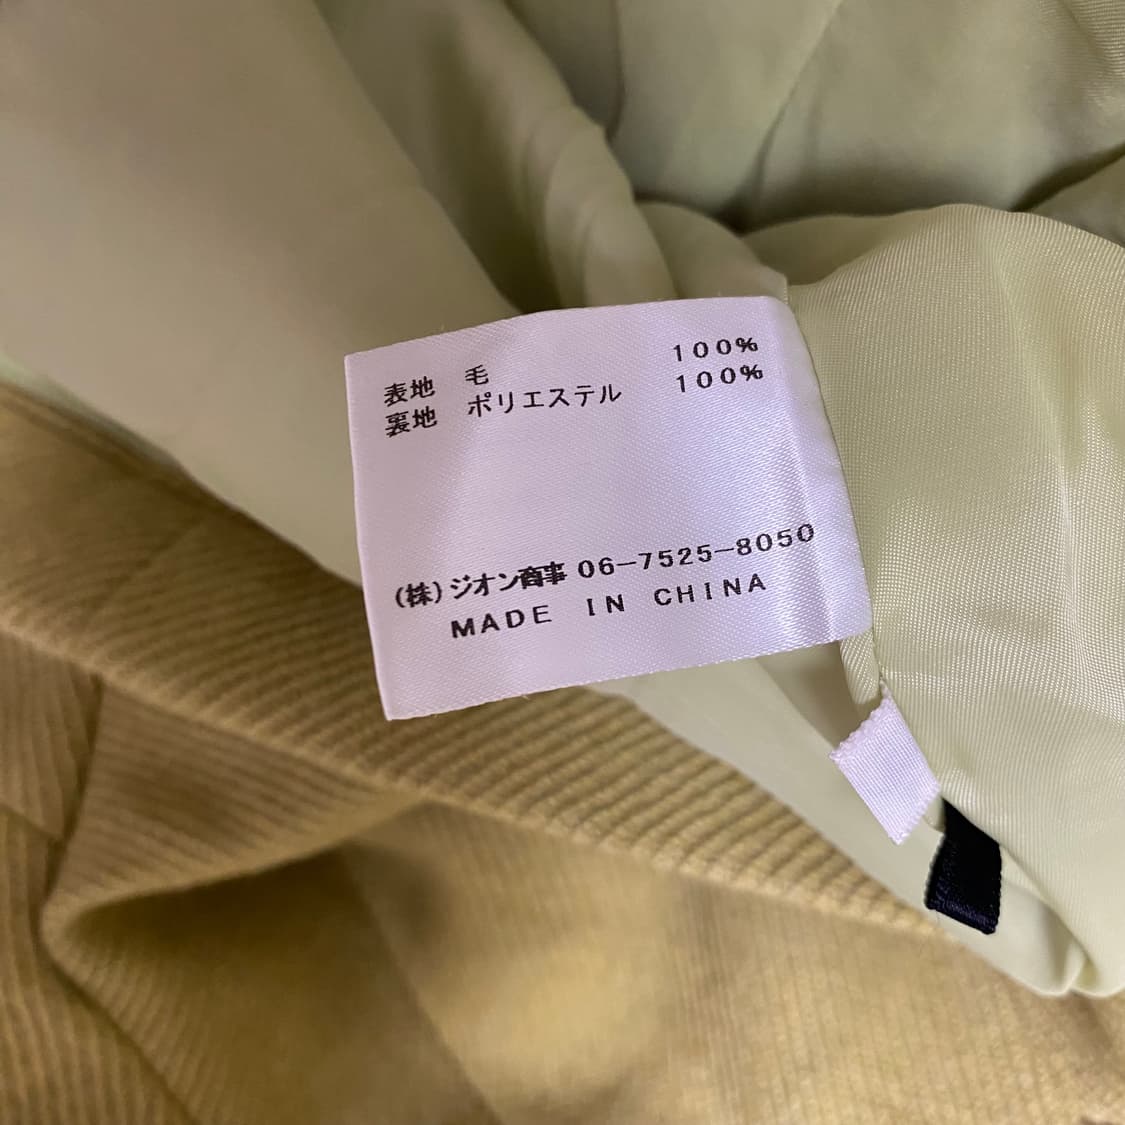 表地 毛 100%
裏地 ポリエステル 100%
(株)ジオン商事 06-7525-8050
MADE IN CHINA